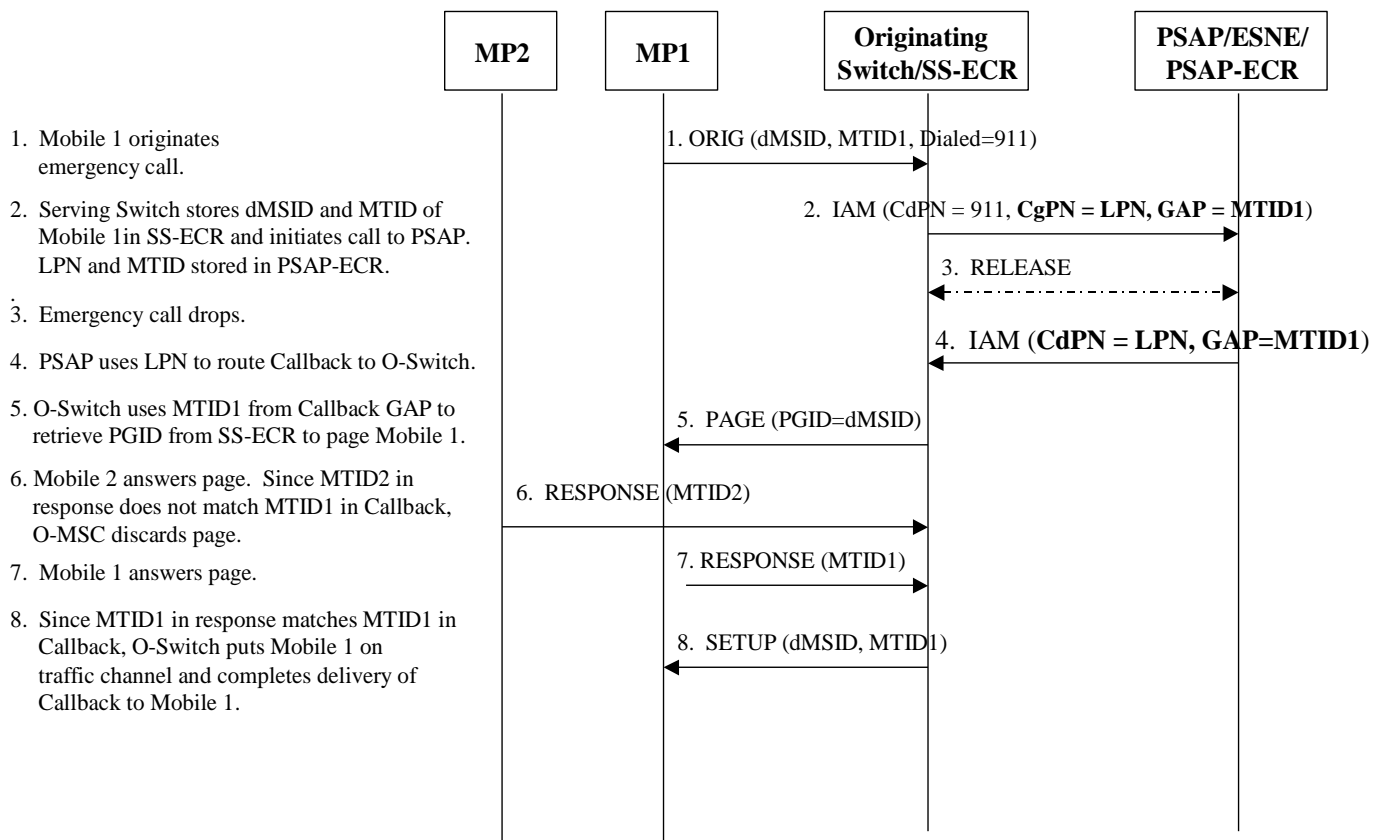 MP2
MP1
Originating
Switch/SS-ECR
PSAP/ESNE/
PSAP-ECR
1. Mobile 1 originates
emergency call.
1. ORIG (dMSID, MTID1, Dialed=911)
2. Serving Switch stores dMSID and MTID of
Mobile 1in SS-ECR and initiates call to PSAP.
LPN and MTID stored in PSAP-ECR.
2. IAM (CdPN = 911, CgPN = LPN, GAP = MTID1)
.
3. Emergency call drops.
3. RELEASE
4. PSAP uses LPN to route Callback to O-Switch.
4. IAM (CdPN = LPN, GAP=MTID1)
5. O-Switch uses MTID1 from Callback GAP to
retrieve PGID from SS-ECR to page Mobile 1.
5. PAGE (PGID=dMSID)
6. Mobile 2 answers page. Since MTID2 in
response does not match MTID1 in Callback,
O-MSC discards page.
6. RESPONSE (MTID2)
7. Mobile 1 answers page.
7. RESPONSE (MTID1)
8. Since MTID1 in response matches MTID1 in
Callback, O-Switch puts Mobile 1 on
traffic channel and completes delivery of
Callback to Mobile 1.
8. SETUP (dMSID, MTID1)